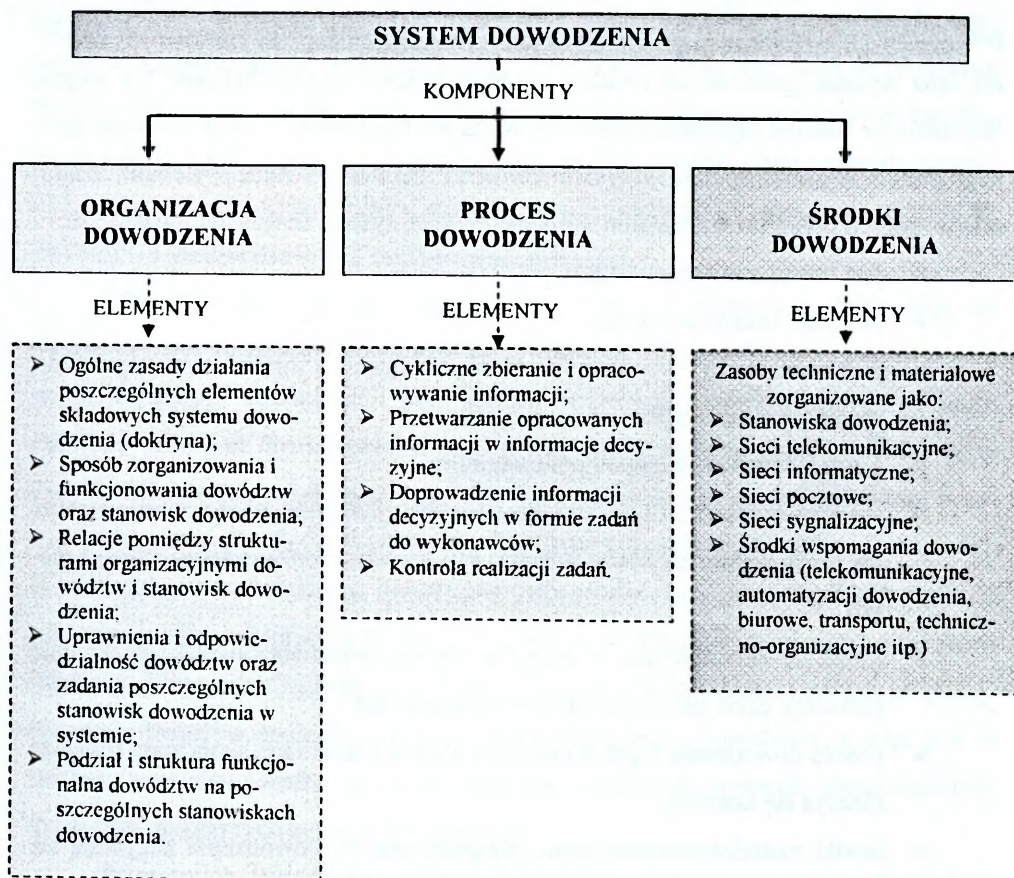 SYSTEM DOWODZENIA
KOMPONENTY
ORGANIZACJA
DOWODZENIA
PROCES
DOWODZENIA
ŚRODKI
DOWODZENIA
ELEMENTY
ELEMENTY
ELEMENTY
➢ Ogólne zasady działania
poszczególnych elementów
składowych systemu dowo-
dzenia (doktryna);
➢ Sposób zorganizowania i
funkcjonowania dowództw
oraz stanowisk dowodzenia;
➢ Relacje pomiędzy struktu-
rami organizacyjnymi do-
wództw i stanowisk dowo-
dzenia;
➢ Uprawnienia i odpowie-
dzialność dowództw oraz
zadania poszczególnych
stanowisk dowodzenia w
systemie;
➢ Podział i struktura funkcjo-
nalna dowództw na po-
szczególnych stanowiskach
dowodzenia.
➢ Cykliczne zbieranie i opraco-
wywanie informacji;
➢ Przetwarzanie opracowanych
informacji w informacje decy-
zyjne;
➢ Doprowadzenie informacji
decyzyjnych w formie zadań
do wykonawców;
➢ Kontrola realizacji zadań.
Zasoby techniczne i materiałowe
zorganizowane jako:
➢ Stanowiska dowodzenia;
➢ Sieci telekomunikacyjne;
➢ Sieci informatyczne;
➢ Sieci pocztowe;
➢ Sieci sygnalizacyjne;
➢ Środki wspomagania dowo-
dzenia (telekomunikacyjne,
automatyzacji dowodzenia,
biurowe, transportu, technicz-
no-organizacyjne itp.)